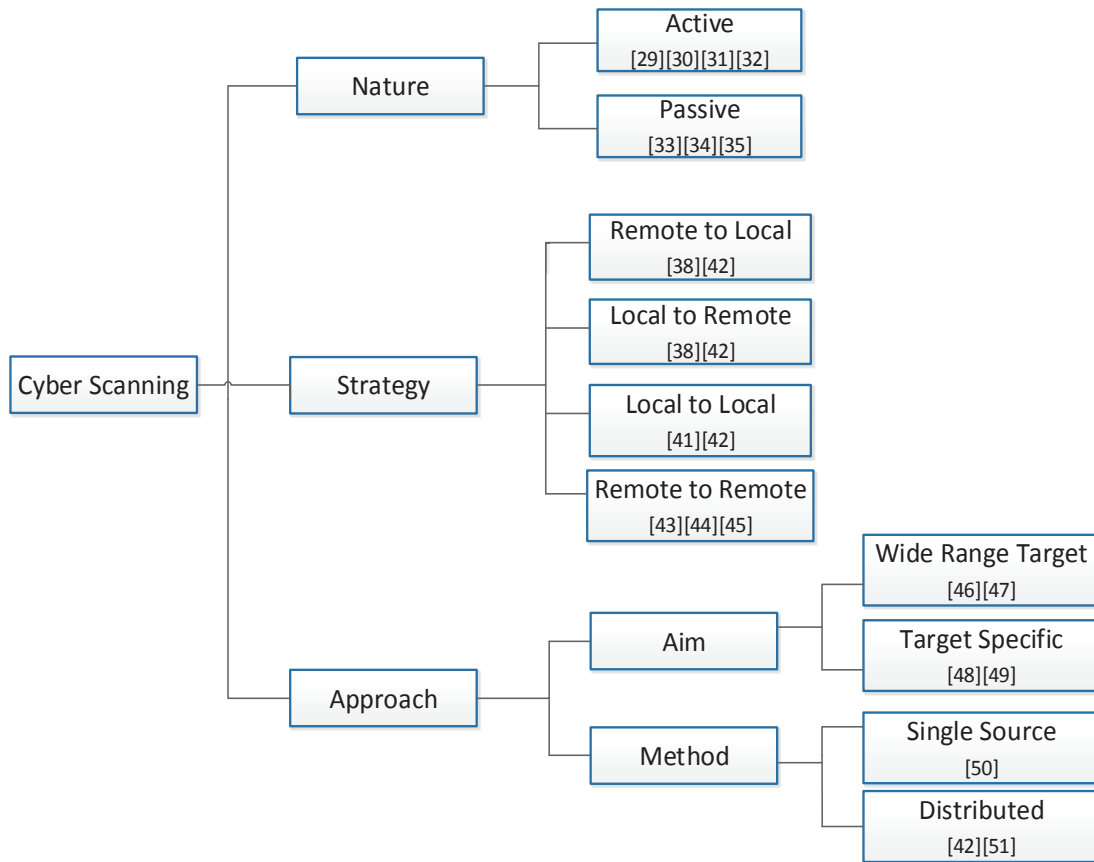 Active
[29][30][31][32]
Nature
Passive
[33][34][35]
Remote to Local
[38][42]
Local to Remote
[38][42]
Cyber Scanning
Strategy
Local to Local
[41][42]
Remote to Remote
[43][44][45]
Wide Range Target
[46][47]
Aim
Target Specific
[48][49]
Approach
Single Source
[50]
Method
Distributed
[42][51]